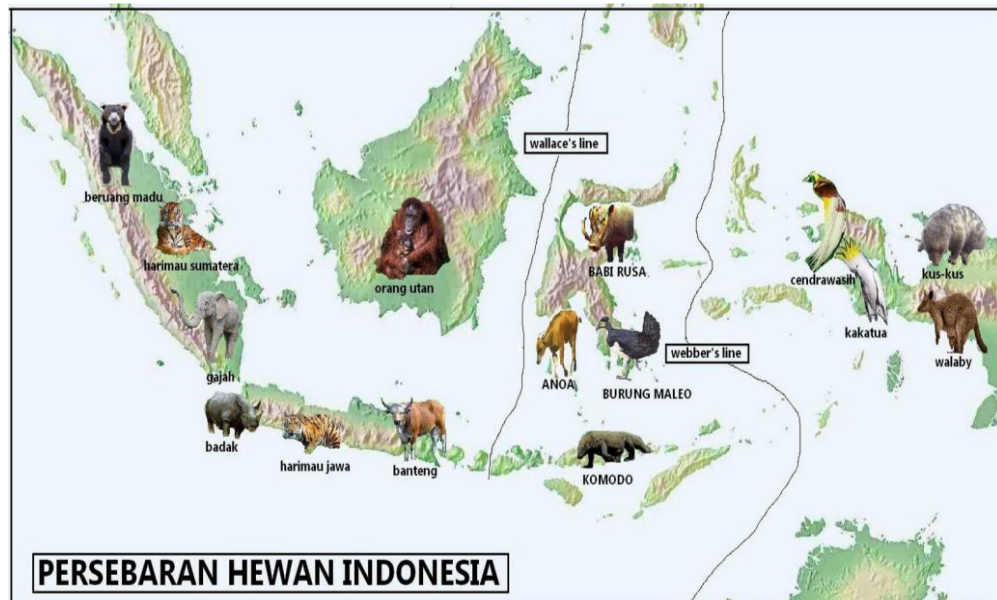 wallace's line
beruang madu
harimau sumatera
orang utan
BABI RUSA
cendrawasih
kus-kus
kakatua
walaby
gajah
ANOA
BURUNG MALEO
webber's line
badak
harimau jawa
banteng
KOMODO
PERSEBARAN HEWAN INDONESIA